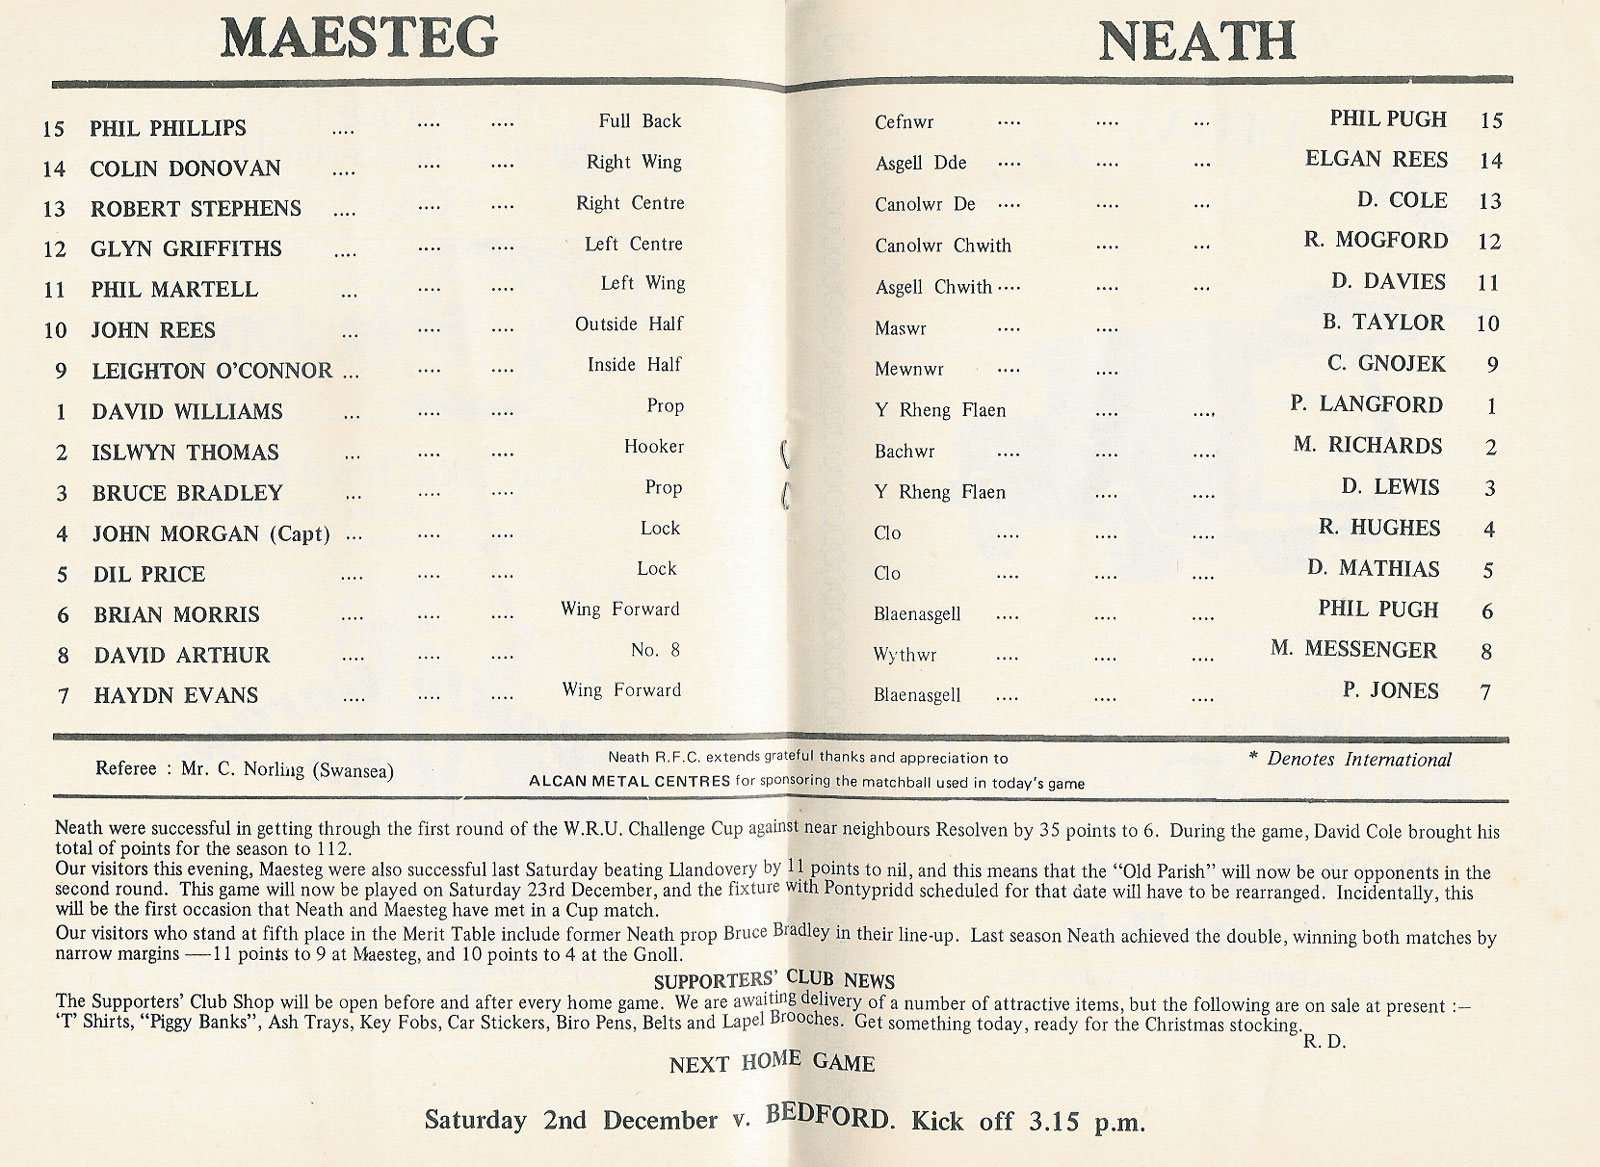 MAESTEG NEATH
15 PHIL PHILLIPS .... .... .... Full Back Cefnwr .... .... ... PHIL PUGH 15
14 COLIN DONOVAN .... .... .... Right Wing Asgell Dde .... .... ... ELGAN REES 14
13 ROBERT STEPHENS .... .... .... Right Centre Canolwr De .... .... ... D. COLE 13
12 GLYN GRIFFITHS .... .... .... Left Centre Canolwr Chwith .... ... R. MOGFORD 12
11 PHIL MARTELL ... .... .... Left Wing Asgell Chwith .... .... ... D. DAVIES 11
10 JOHN REES ... .... .... Outside Half Maswr .... .... B. TAYLOR 10
9 LEIGHTON O'CONNOR ... .... .... Inside Half Mewnwr .... .... C. GNOJEK 9
1 DAVID WILLIAMS ... .... .... Prop Y Rheng Flaen .... .... P. LANGFORD 1
2 ISLWYN THOMAS ... .... .... Hooker Bachwr .... .... .... M. RICHARDS 2
3 BRUCE BRADLEY ... .... .... Prop Y Rheng Flaen .... .... D. LEWIS 3
4 JOHN MORGAN (Capt) ... .... .... Lock Clo .... .... .... R. HUGHES 4
5 DIL PRICE .... .... .... Lock Clo .... .... .... D. MATHIAS 5
6 BRIAN MORRIS .... .... .... Wing Forward Blaenasgell .... .... .... PHIL PUGH 6
8 DAVID ARTHUR .... .... .... No. 8 Wythwr .... .... .... M. MESSENGER 8
7 HAYDN EVANS .... .... .... Wing Forward Blaenasgell .... .... .... P. JONES 7
Referee : Mr. C. Norling (Swansea)
Neath R.F.C. extends grateful thanks and appreciation to
ALCAN METAL CENTRES for sponsoring the matchball used in today's game
* Denotes International
Neath were successful in getting through the first round of the W.R.U. Challenge Cup against near neighbours Resolven by 35 points to 6. During the game, David Cole brought his
total of points for the season to 112.
Our visitors this evening, Maesteg were also successful last Saturday beating Llandovery by 11 points to nil, and this means that the "Old Parish" will now be our opponents in the
second round. This game will now be played on Saturday 23rd December, and the fixture with Pontypridd scheduled for that date will have to be rearranged. Incidentally, this
will be the first occasion that Neath and Maesteg have met in a Cup match.
Our visitors who stand at fifth place in the Merit Table include former Neath prop Bruce Bradley in their line-up. Last season Neath achieved the double, winning both matches by
narrow margins —11 points to 9 at Maesteg, and 10 points to 4 at the Gnoll.
SUPPORTERS' CLUB NEWS
The Supporters' Club Shop will be open before and after every home game. We are awaiting delivery of a number of attractive items, but the following are on sale at present :—
'T' Shirts, "Piggy Banks", Ash Trays, Key Fobs, Car Stickers, Biro Pens, Belts and Lapel Brooches. Get something today, ready for the Christmas stocking.
R. D.
NEXT HOME GAME
Saturday 2nd December v. BEDFORD. Kick off 3.15 p.m.